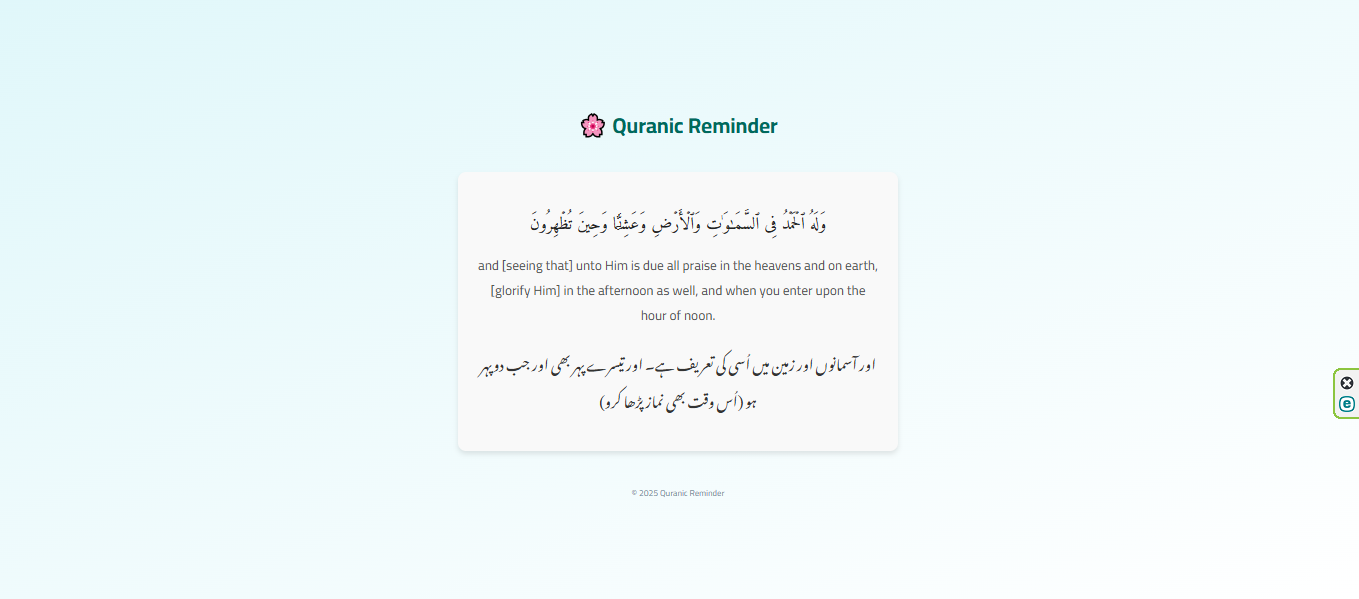 Quranic Reminder
وَلَهُ ٱلْحَمْدُ فِى ٱلسَّمَـٰوَٰتِ وَٱلْأَرْضِ وَعَشِيًّا وَحِينَ تُظْهِرُونَ
and [seeing that] unto Him is due all praise in the heavens and on earth,
[glorify Him] in the afternoon as well, and when you enter upon the
hour of noon.
اور آسمانوں اور زمین میں اُسی کی تعریف ہے۔ اور تیسرے پہر بھی اور جب دوپہر
ہو (اُس وقت بھی نماز پڑھا کرو)
e
© 2025 Quranic Reminder